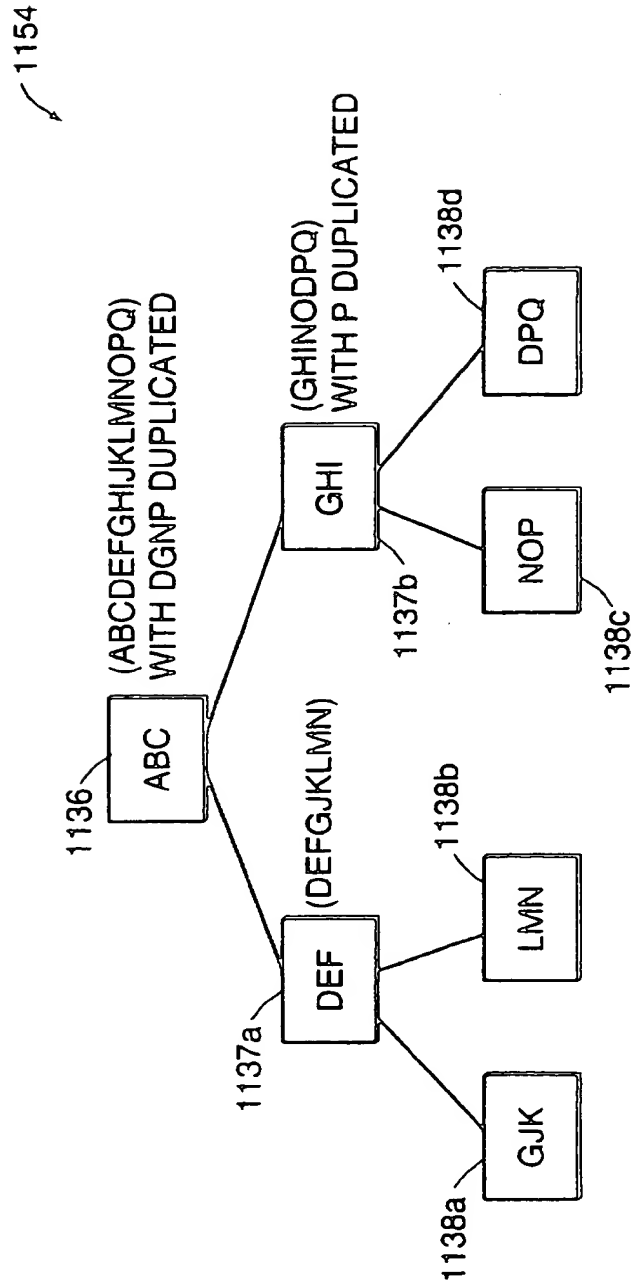 1154
1136
ABC
(ABCDEFGHIJKLMNOPQ)
WITH DGNP DUPLICATED
1137a
DEF
(DEFGJKLMN)
1137b
GHI
(GHINODPQ)
WITH P DUPLICATED
1138a
GJK
1138b
LMN
1138c
NOP
1138d
DPQ